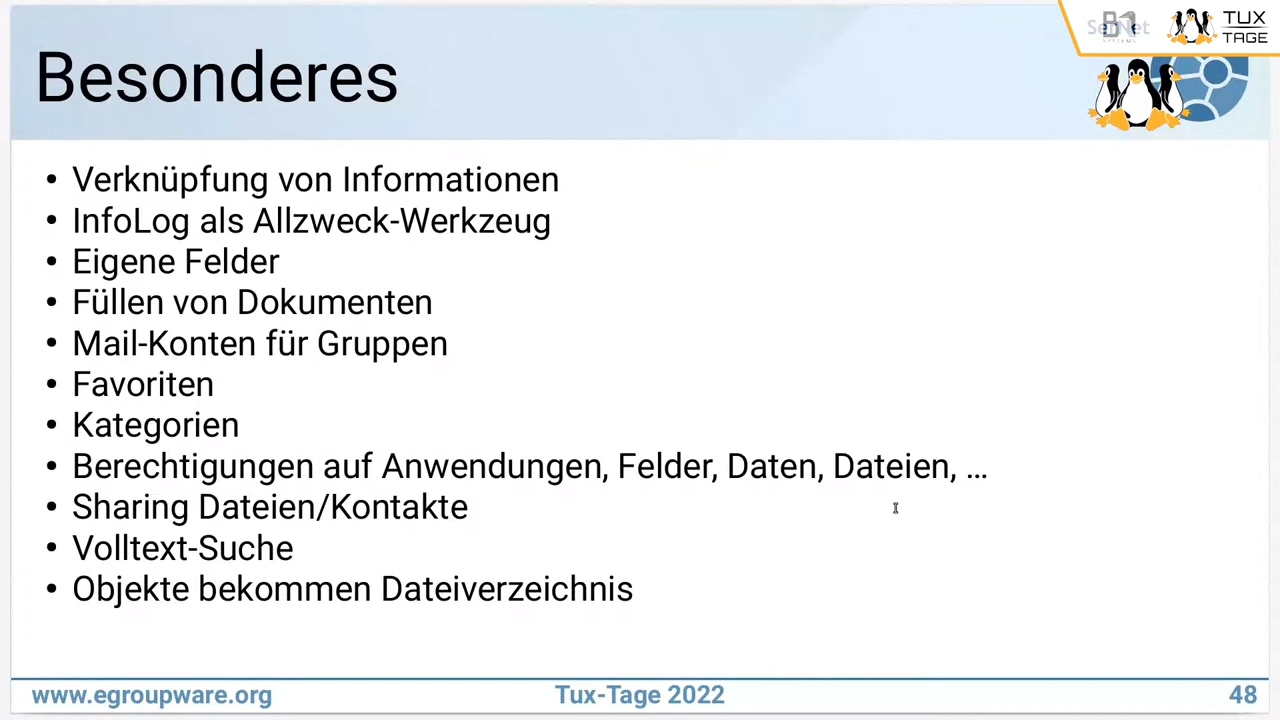 TUX
TAGE
Besonderes
• Verknüpfung von Informationen
• InfoLog als Allzweck-Werkzeug
• Eigene Felder
• Füllen von Dokumenten
• Mail-Konten für Gruppen
• Favoriten
• Kategorien
• Berechtigungen auf Anwendungen, Felder, Daten, Dateien, ...
• Sharing Dateien/Kontakte
• Volltext-Suche
• Objekte bekommen Dateiverzeichnis
www.egroupware.org Tux-Tage 2022 48